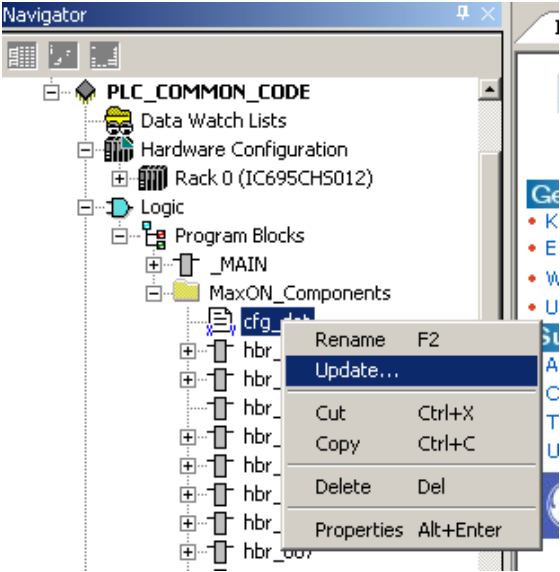 Navigator
PLC_COMMON_CODE
Data Watch Lists
Hardware Configuration
Rack 0 (IC695CHS012)
Logic
Program Blocks
_MAIN
MaxON_Components
Rename F2
Update...
Cut Ctrl+X
Copy Ctrl+C
Delete Del
Properties Alt+Enter
hbr_
hbr_
hbr_
hbr_
hbr_
hbr_
hbr_
hbr_007